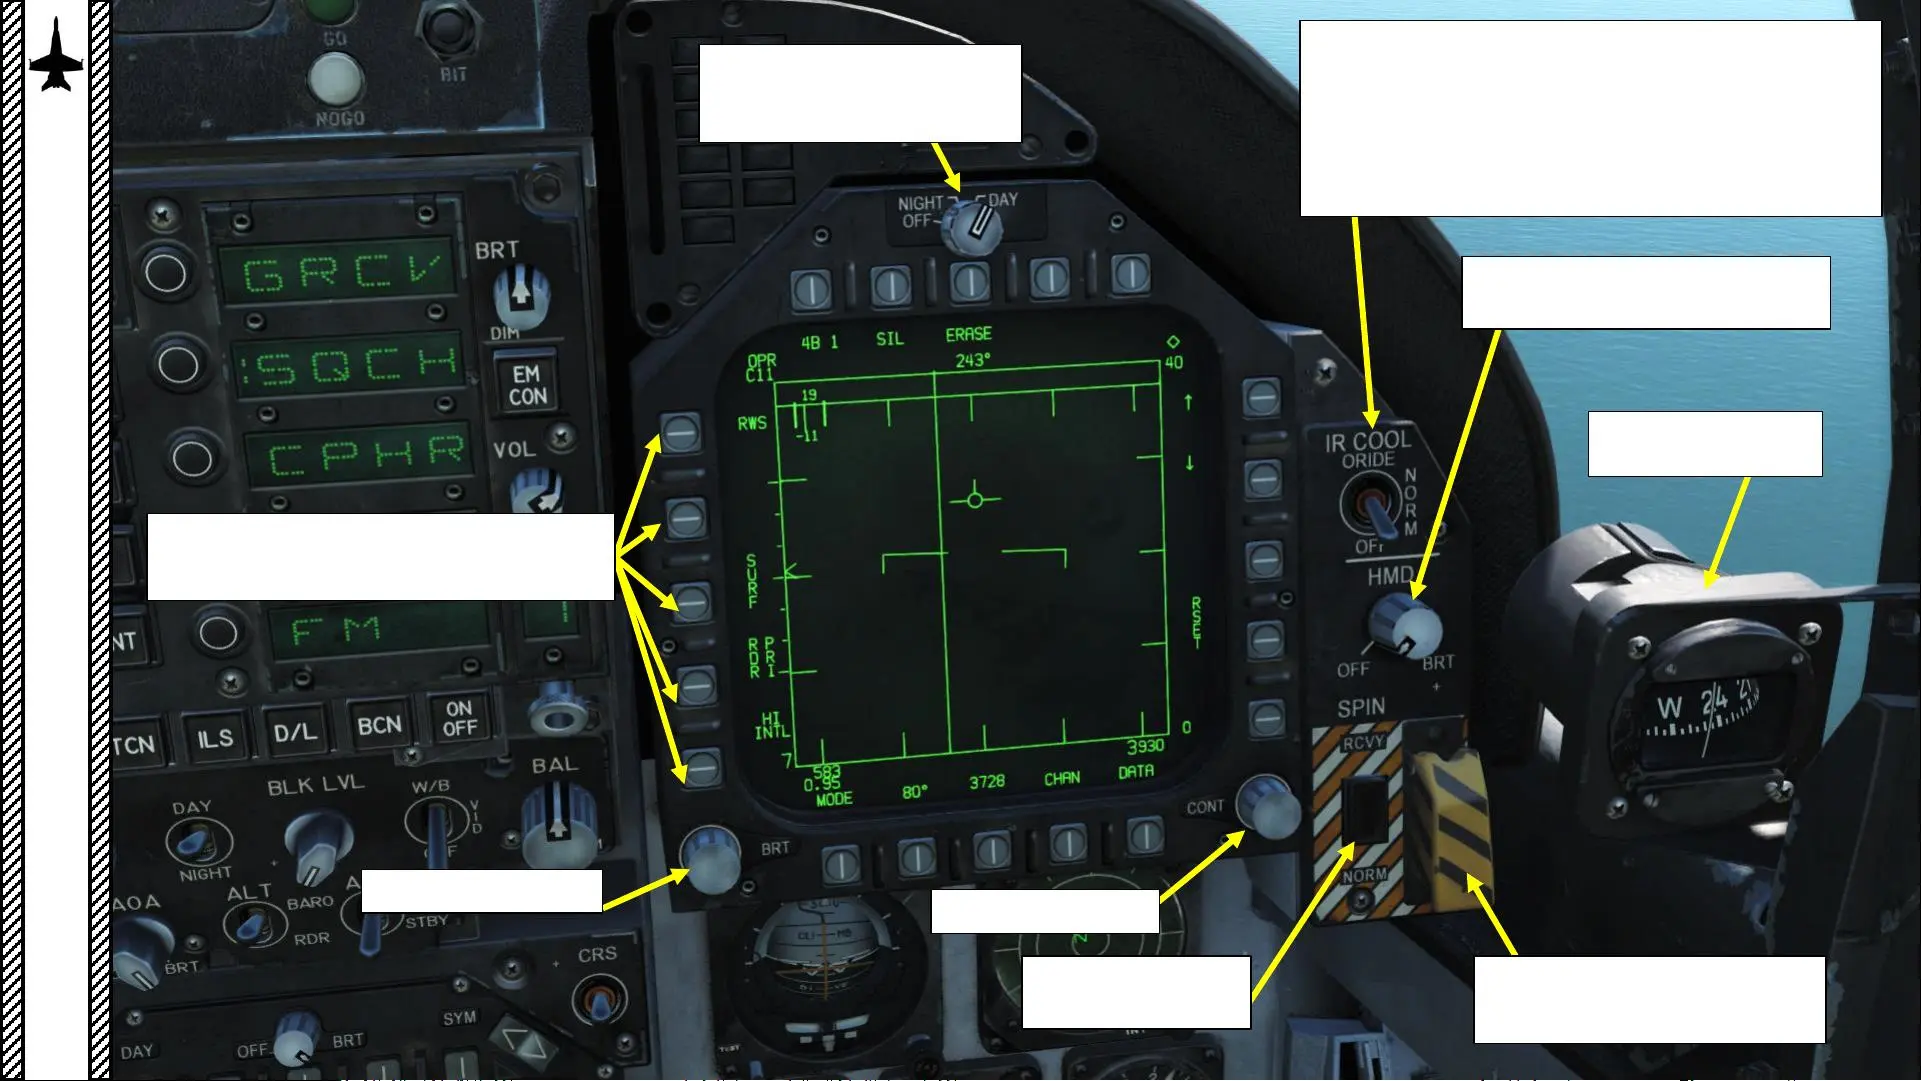 GO
BIT
NOGO
NIGHT
DAY
OFF
GRCV
BRT
DIM
:SQCH
EM
CON
CPHR
VOL
FM
1
NT
TCN
ILS
D/L
BCN
ON
OFF
BLK LVL
W/B
BAL
DAY
NIGHT
VID
AOA
ALT
BARO
RDR
STBY
BRT
CRS
SYM
DAY
OFF
BRT
4B 1
SIL
ERASE
OPR
C11
243°
40
RWS
19
-11
SURF
RDR
PRI
HI
INTL
RSET
7
583
0.95
3930
0
MODE
80°
3728
CHAN
DATA
BRT
CONT
IR COOL
ORIDE
NORM
HMD
OFF
BRT
SPIN
RCVY
NORM
W 24
TEST